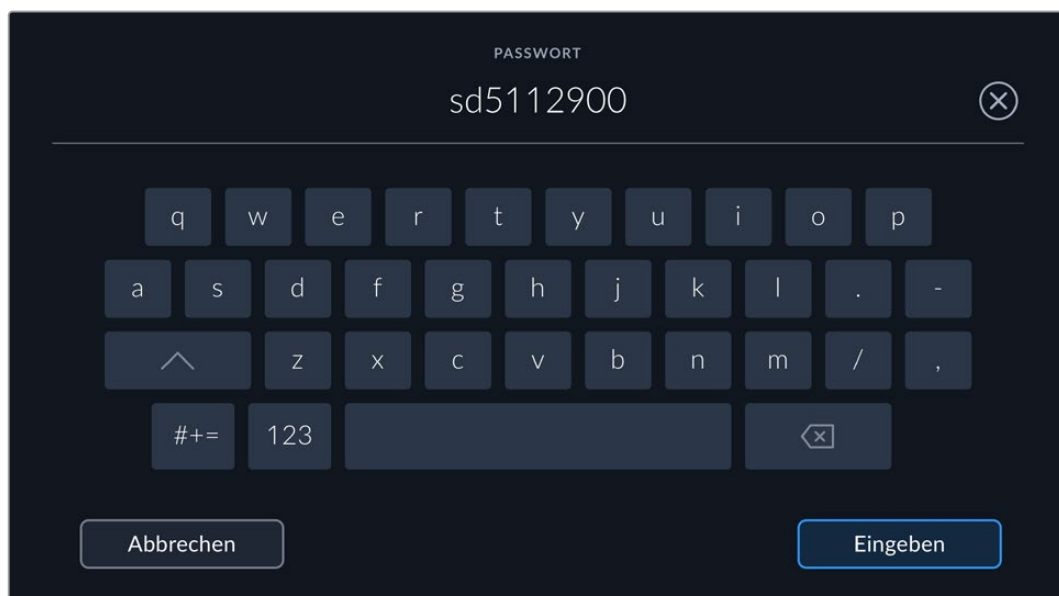 PASSWORT
sd5112900
q w e r t y u i o p
a s d f g h j k l . -
z x c v b n m / ,
#+= 123
Abbrechen Eingeben